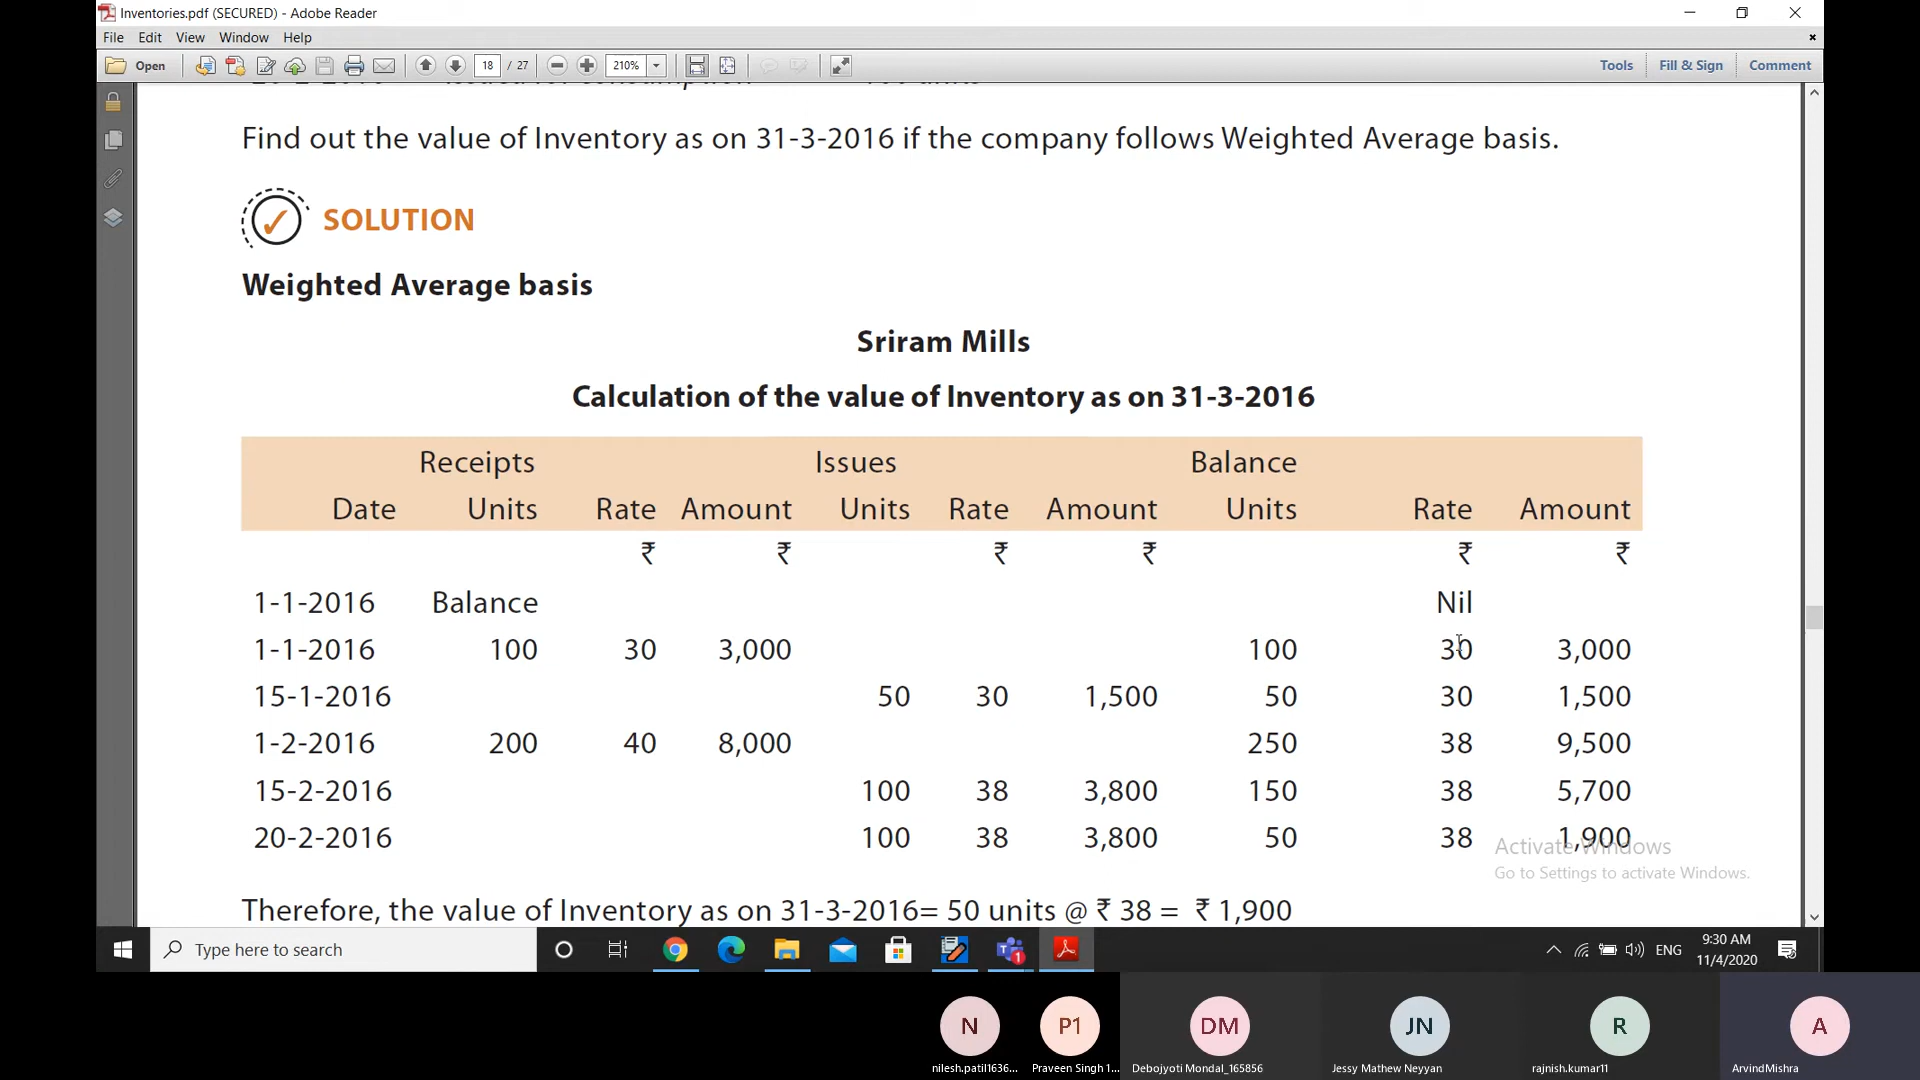 Inventories.pdf (SECURED) - Adobe Reader
File Edit View Window Help
Open 18 / 27 210% Tools Fill & Sign Comment
Find out the value of Inventory as on 31-3-2016 if the company follows Weighted Average basis.
SOLUTION
Weighted Average basis
Sriram Mills
Calculation of the value of Inventory as on 31-3-2016
Receipts Issues Balance
Date Units Rate Amount Units Rate Amount Units Rate Amount
₹ ₹ ₹ ₹ ₹ ₹
1-1-2016 Balance Nil
1-1-2016 100 30 3,000 100 30 3,000
15-1-2016 50 30 1,500 50 30 1,500
1-2-2016 200 40 8,000 250 38 9,500
15-2-2016 100 38 3,800 150 38 5,700
20-2-2016 100 38 3,800 50 38 1,900
Activate Windows
Go to Settings to activate Windows.
Therefore, the value of Inventory as on 31-3-2016= 50 units @ ₹ 38 = ₹ 1,900
Type here to search 1 ENG 9:30 AM
11/4/2020
N P1 DM JN R A
nilesh.patil1636... Praveen Singh 1... Debojyoti Mondal_165856 Jessy Mathew Neyyan rajnish.kumar11 ArvindMishra